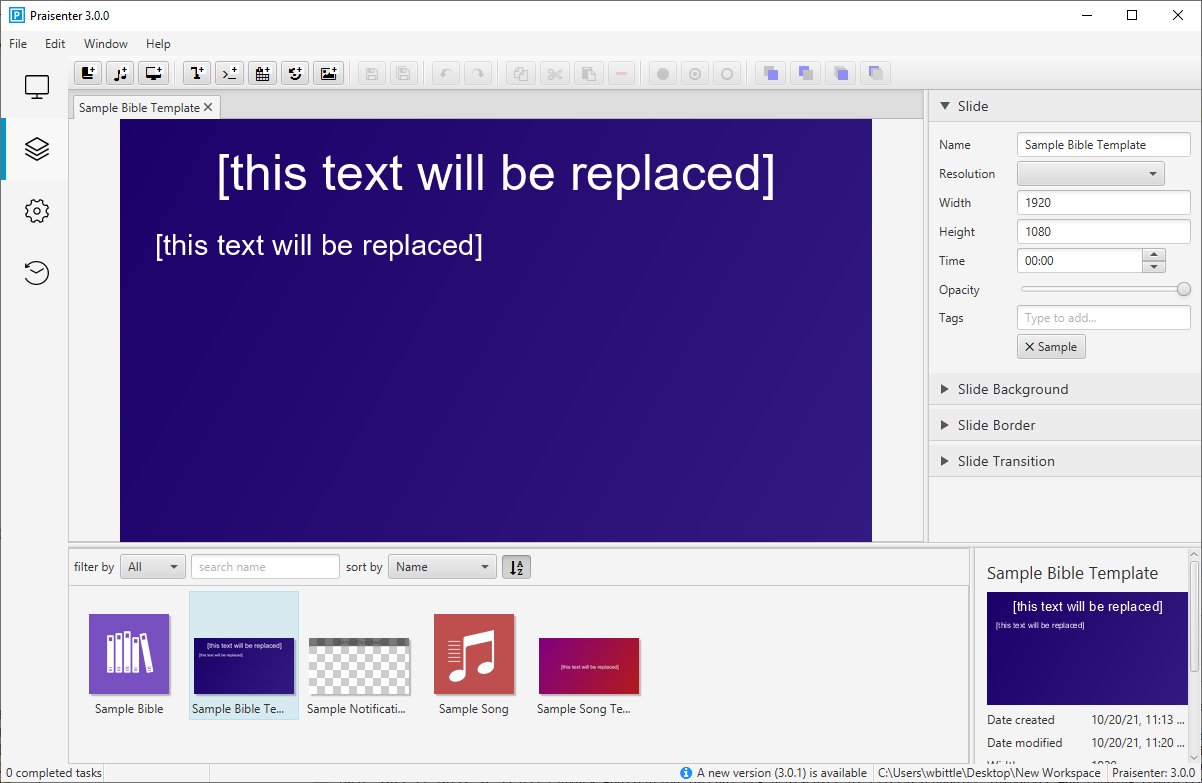 Praisenter 3.0.0
File Edit Window Help
Sample Bible Template
[this text will be replaced]
[this text will be replaced]
Slide
Name Sample Bible Template
Resolution
Width 1920
Height 1080
Time 00:00
Opacity
Tags Type to add...
Sample
Slide Background
Slide Border
Slide Transition
filter by All search name sort by Name
[this text will be replaced]
[this text will be replaced]
[this text will be replaced]
Sample Bible Sample Bible Te... Sample Notificati... Sample Song Sample Song Te...
Sample Bible Template
[this text will be replaced]
[this text will be replaced]
Date created 10/20/21, 11:13 ...
Date modified 10/20/21, 11:20 ...
0 completed tasks A new version (3.0.1) is available C:\Users\wbittle\Desktop\New Workspace Praisenter: 3.0.0